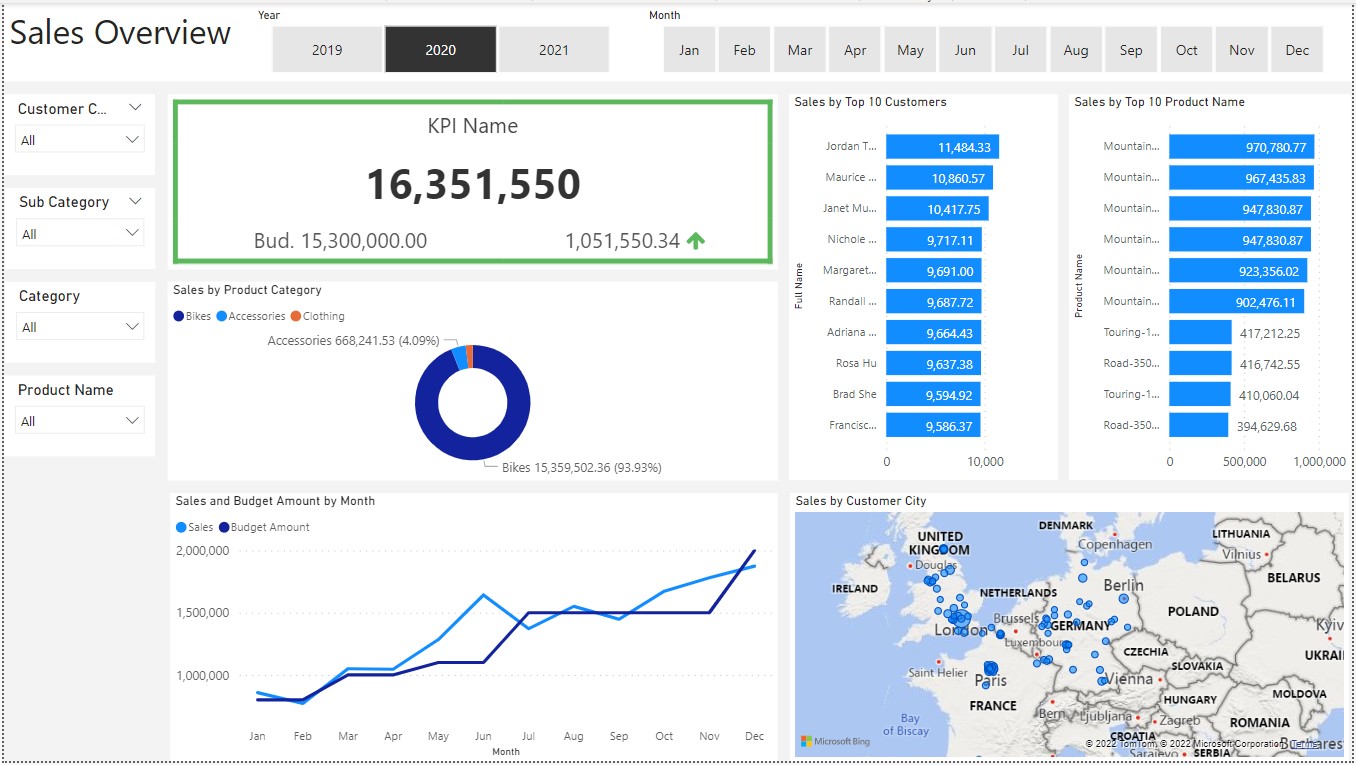 Sales Overview
Year
2019 2020 2021
Month
Jan Feb Mar Apr May Jun Jul Aug Sep Oct Nov Dec
Customer C...
All
Sub Category
All
Category
All
Product Name
All
KPI Name
16,351,550
Bud. 15,300,000.00 1,051,550.34
Sales by Product Category
Bikes Accessories Clothing
Accessories 668,241.53 (4.09%)
Bikes 15,359,502.36 (93.93%)
Sales by Top 10 Customers
Full Name
Jordan T... 11,484.33
Maurice ... 10,860.57
Janet Mu... 10,417.75
Nichole ... 9,717.11
Margaret... 9,691.00
Randall ... 9,687.72
Adriana ... 9,664.43
Rosa Hu 9,637.38
Brad She 9,594.92
Francisc... 9,586.37
0 10,000
Sales by Top 10 Product Name
Product Name
Mountain... 970,780.77
Mountain... 967,435.83
Mountain... 947,830.87
Mountain... 947,830.87
Mountain... 923,356.02
Mountain... 902,476.11
Touring-1... 417,212.25
Road-350... 416,742.55
Touring-1... 410,060.04
Road-350... 394,629.68
0 500,000 1,000,000
Sales and Budget Amount by Month
Sales Budget Amount
2,000,000
1,500,000
1,000,000
Jan Feb Mar Apr May Jun Jul Aug Sep Oct Nov Dec
Month
Sales by Customer City
DENMARK
UNITED
KINGDOM
Copenhagen
LITHUANIA
Vilnius
Douglas
IRELAND
NETHERLANDS
Berlin
BELARUS
POLAND
London
Brussels
GERMANY
Kyiv
Luxembourg
CZECHIA
UKRAI
SLOVAKIA
Saint Helier
Paris
Vienna
FRANCE
HUNGARY
MOLDOVA
Bern
Ljubljana
Zagreb
ROMANIA
Bay
of Biscay
CROATIA
Microsoft Bing
© 2022 TomTom, © 2022 Microsoft Corporation Terms
Bucharest
Sarajevo
SERBIA